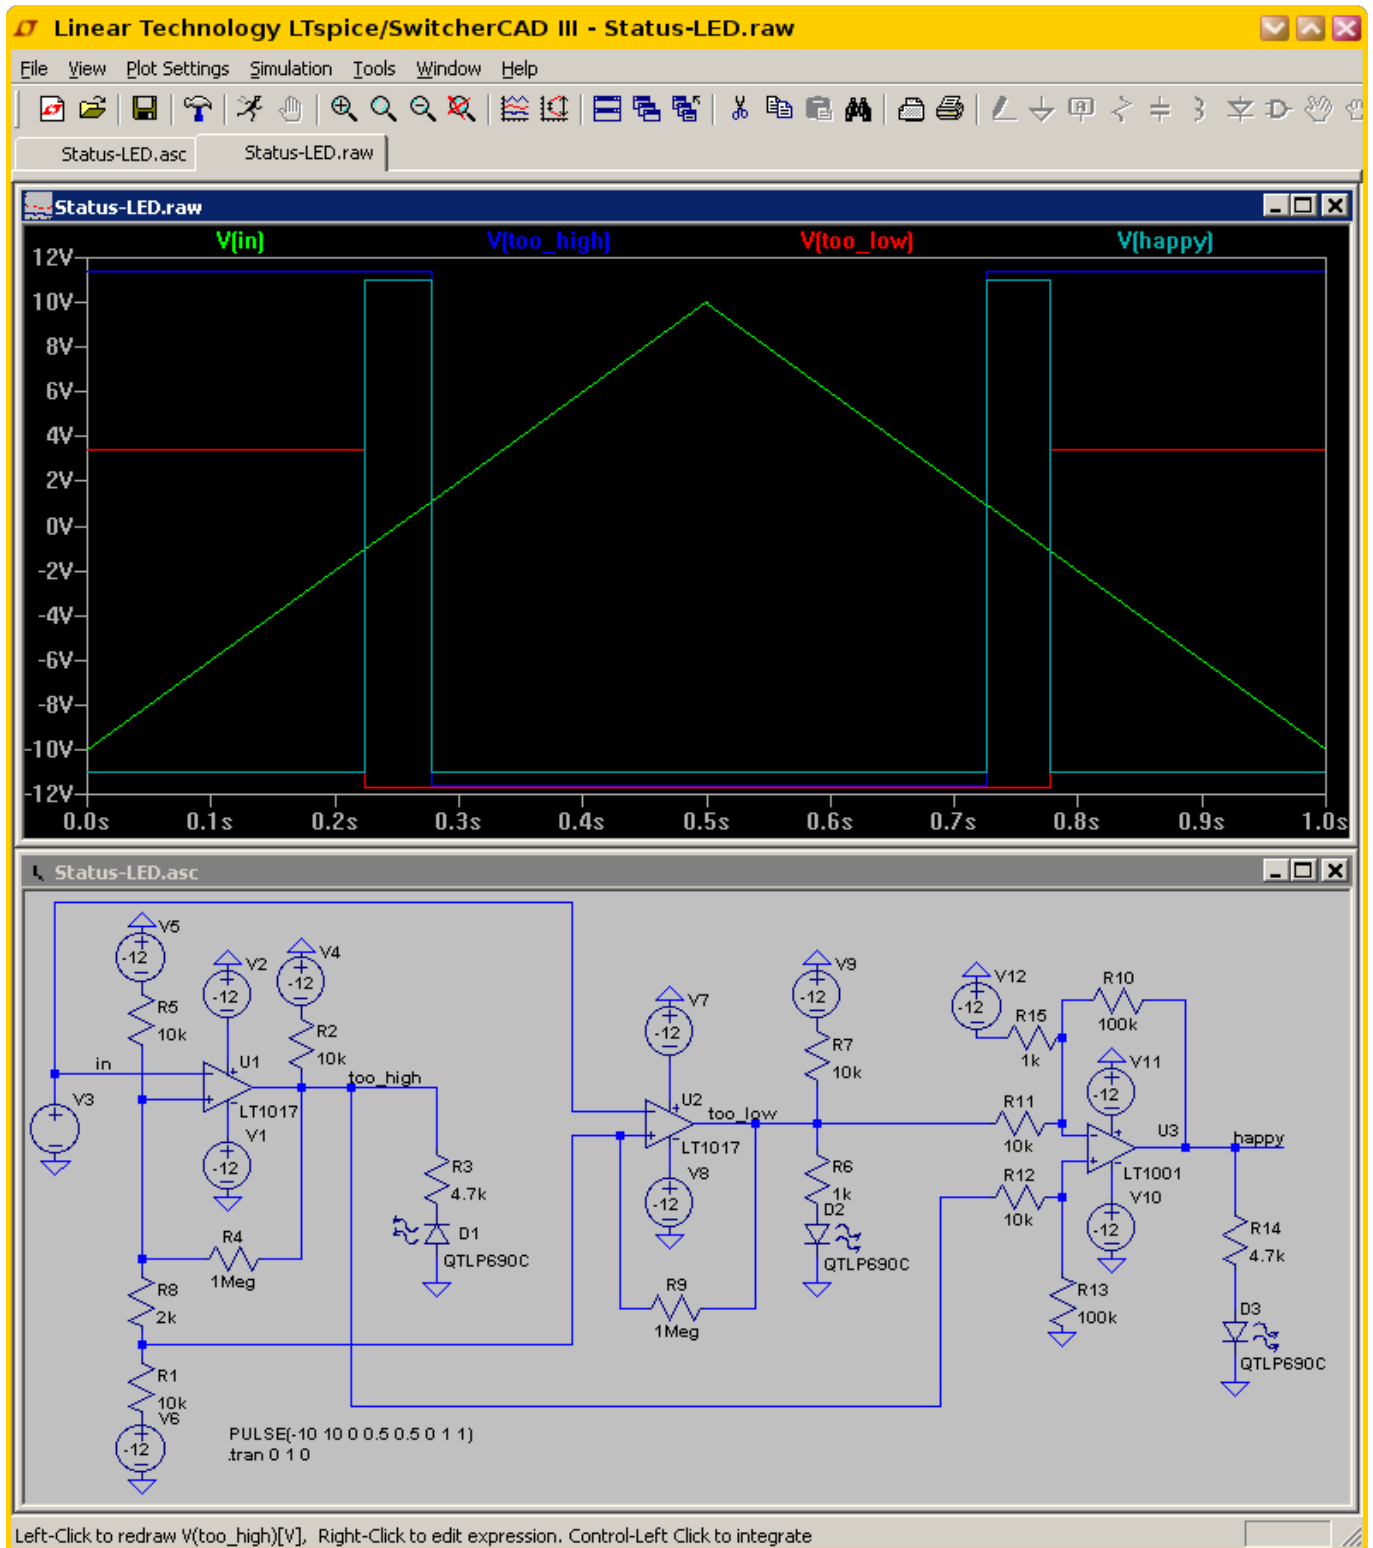 Linear Technology LTspice/SwitcherCAD III - Status-LED.raw
File View Plot Settings Simulation Tools Window Help
Status-LED.asc Status-LED.raw
Status-LED.raw
V(in) V(too_high) V(too_low) V(happy)
12V
10V
8V
6V
4V
2V
0V
-2V
-4V
-6V
-8V
-10V
-12V
0.0s 0.1s 0.2s 0.3s 0.4s 0.5s 0.6s 0.7s 0.8s 0.9s 1.0s
Status-LED.asc
V5
-12
V2
-12
V4
-12
R5
10k
R2
10k
in
U1
LT1017
too_high
V3
V1
-12
R3
4.7k
D1
QTLP690C
R4
1Meg
R8
2k
R1
10k
V6
-12
PULSE(-10 10 0 0.5 0.5 0 1 1)
.tran 0 1 0
V7
-12
V9
-12
R7
10k
U2
too_low
LT1017
V8
-12
R6
1k
D2
QTLP690C
R9
1Meg
V12
-12
R15
1k
R10
100k
V11
-12
R11
10k
U3
happy
LT1001
R12
10k
V10
-12
R14
4.7k
R13
100k
D3
QTLP690C
Left-Click to redraw V(too_high)[V], Right-Click to edit expression. Control-Left Click to integrate